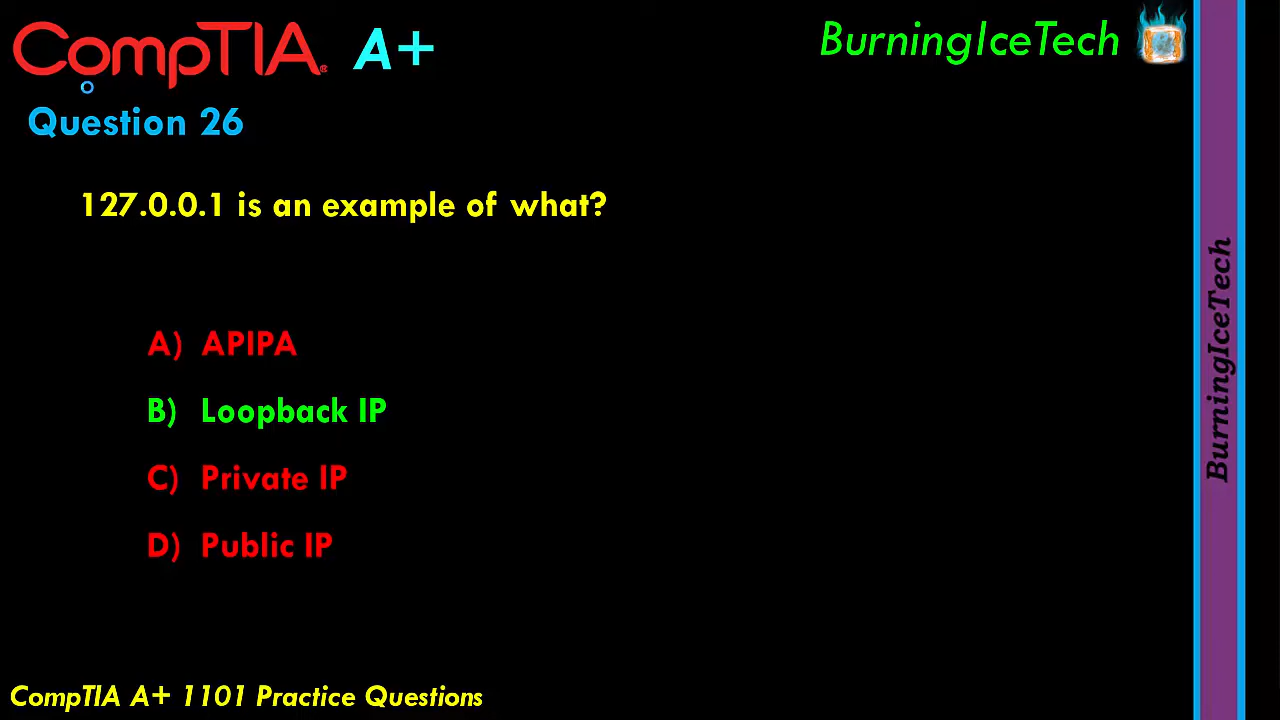 CompTIA® A+
BurningIceTech
Question 26
127.0.0.1 is an example of what?
A) APIPA
B) Loopback IP
C) Private IP
D) Public IP
BurningIceTech
CompTIA A+ 1101 Practice Questions